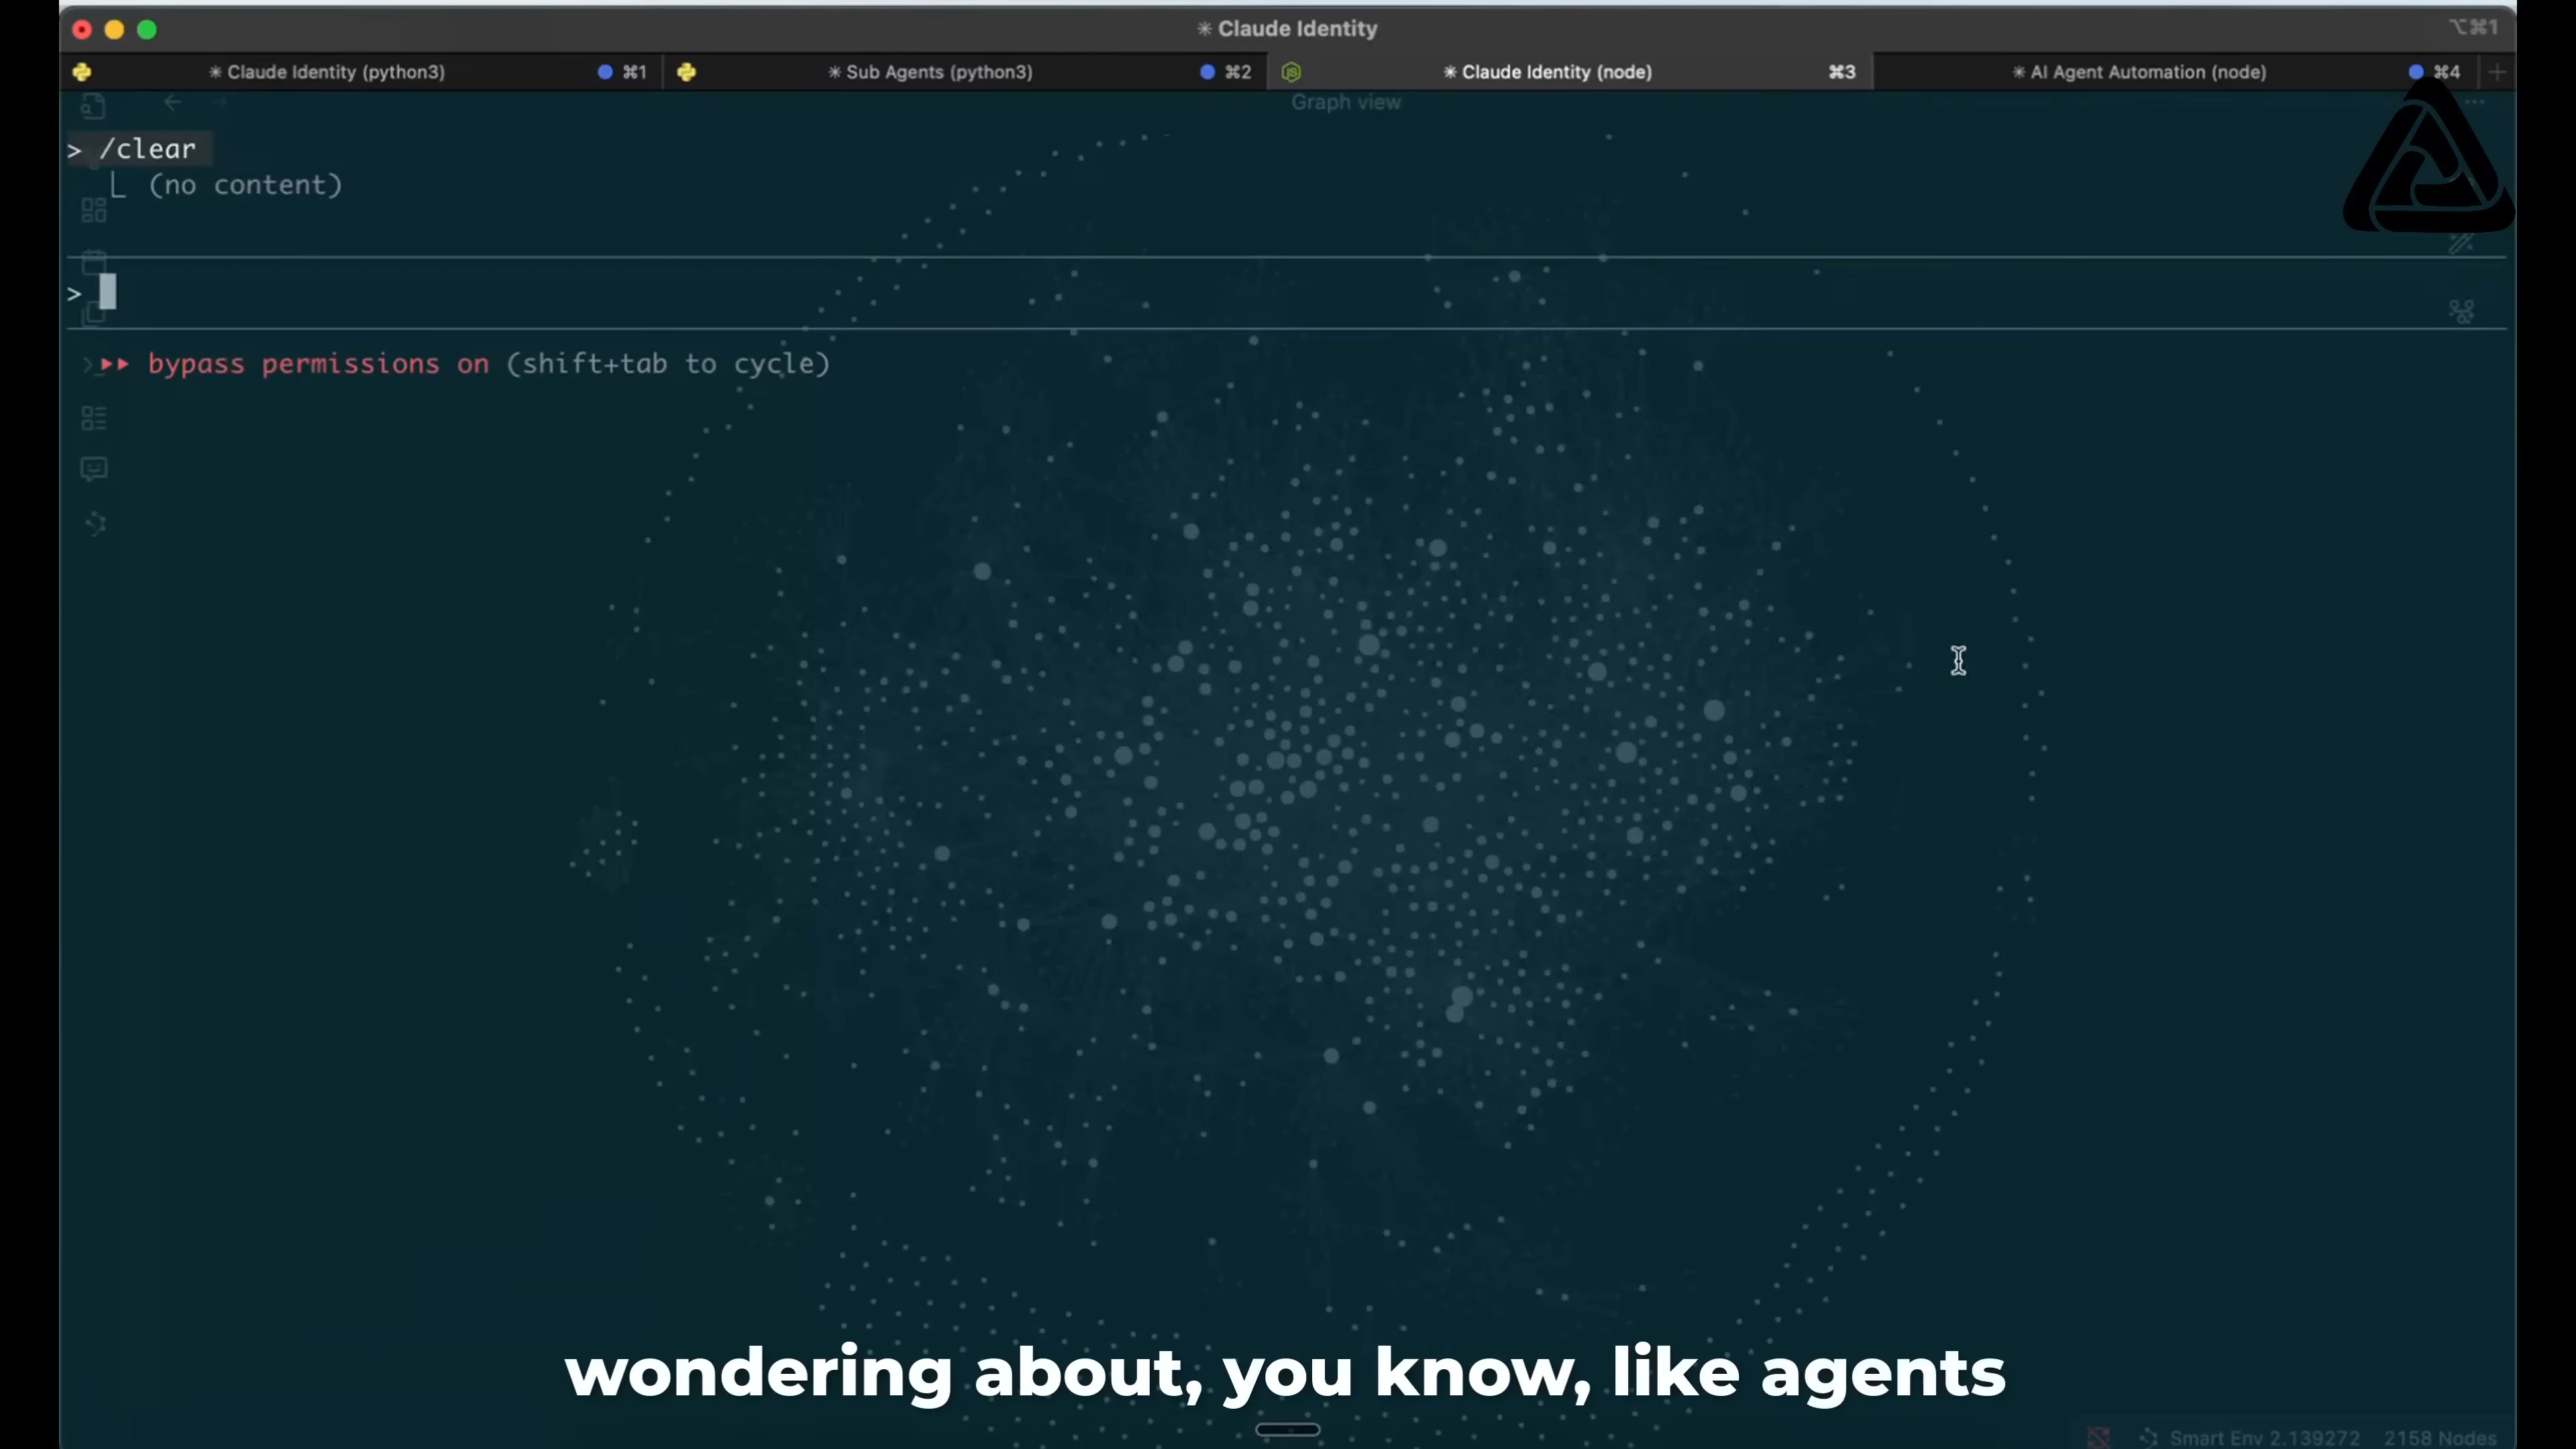 ✳ Claude Identity
⌥⌘1
✳ Claude Identity (python3) ⌘1
✳ Sub Agents (python3) ⌘2
✳ Claude Identity (node) ⌘3
✳ AI Agent Automation (node) ⌘4
Graph view
> /clear
(no content)
>
bypass permissions on (shift+tab to cycle)
wondering about, you know, like agents
Smart Env 2.139272 2158 Nodes